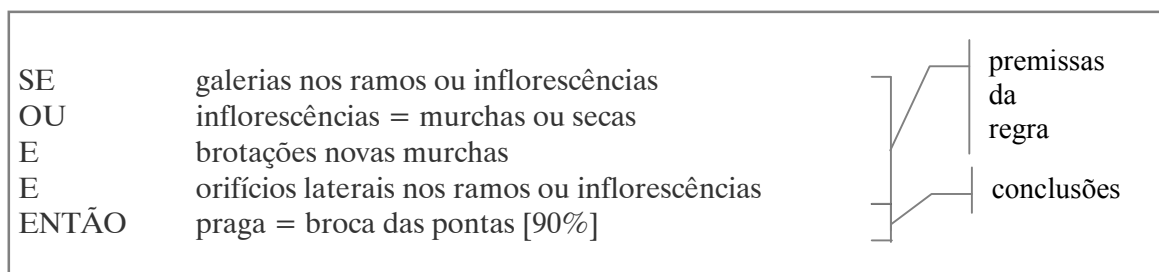 SE galerias nos ramos ou inflorescências
OU inflorescências = murchas ou secas
E brotações novas murchas
E orifícios laterais nos ramos ou inflorescências
ENTÃO praga = broca das pontas [90%]
premissas
da
regra
conclusões